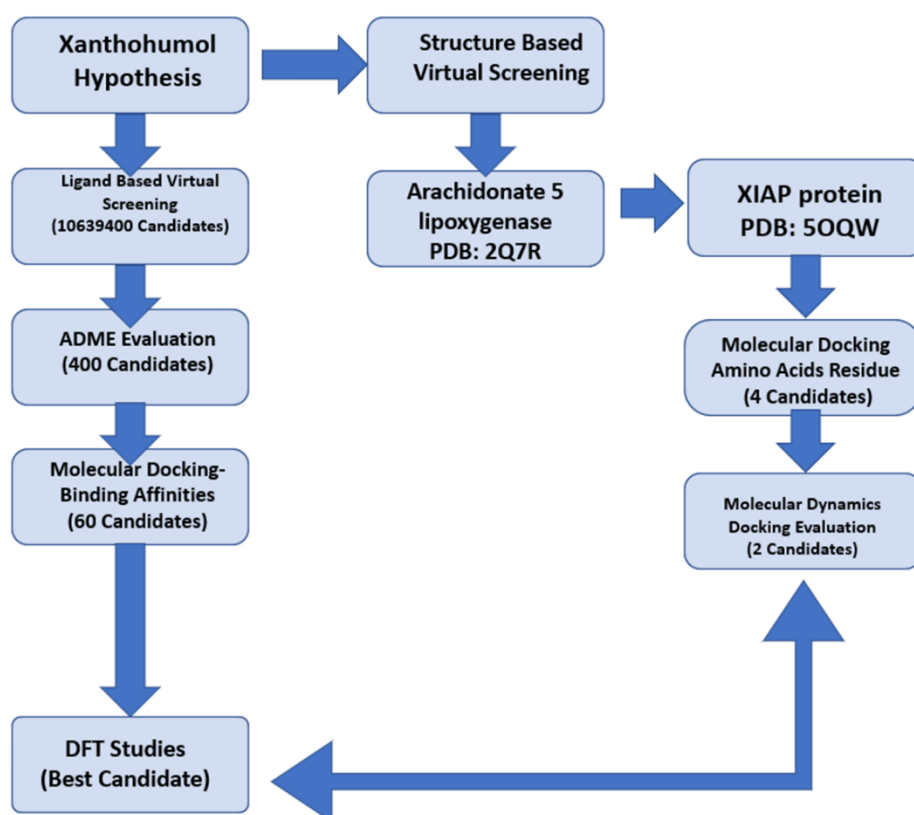 Xanthohumol
Hypothesis
Structure Based
Virtual Screening
Ligand Based Virtual
Screening
(10639400 Candidates)
Arachidonate 5
lipoxygenase
PDB: 2Q7R
XIAP protein
PDB: 5OQW
ADME Evaluation
(400 Candidates)
Molecular Docking
Amino Acids Residue
(4 Candidates)
Molecular Docking-
Binding Affinities
(60 Candidates)
Molecular Dynamics
Docking Evaluation
(2 Candidates)
DFT Studies
(Best Candidate)